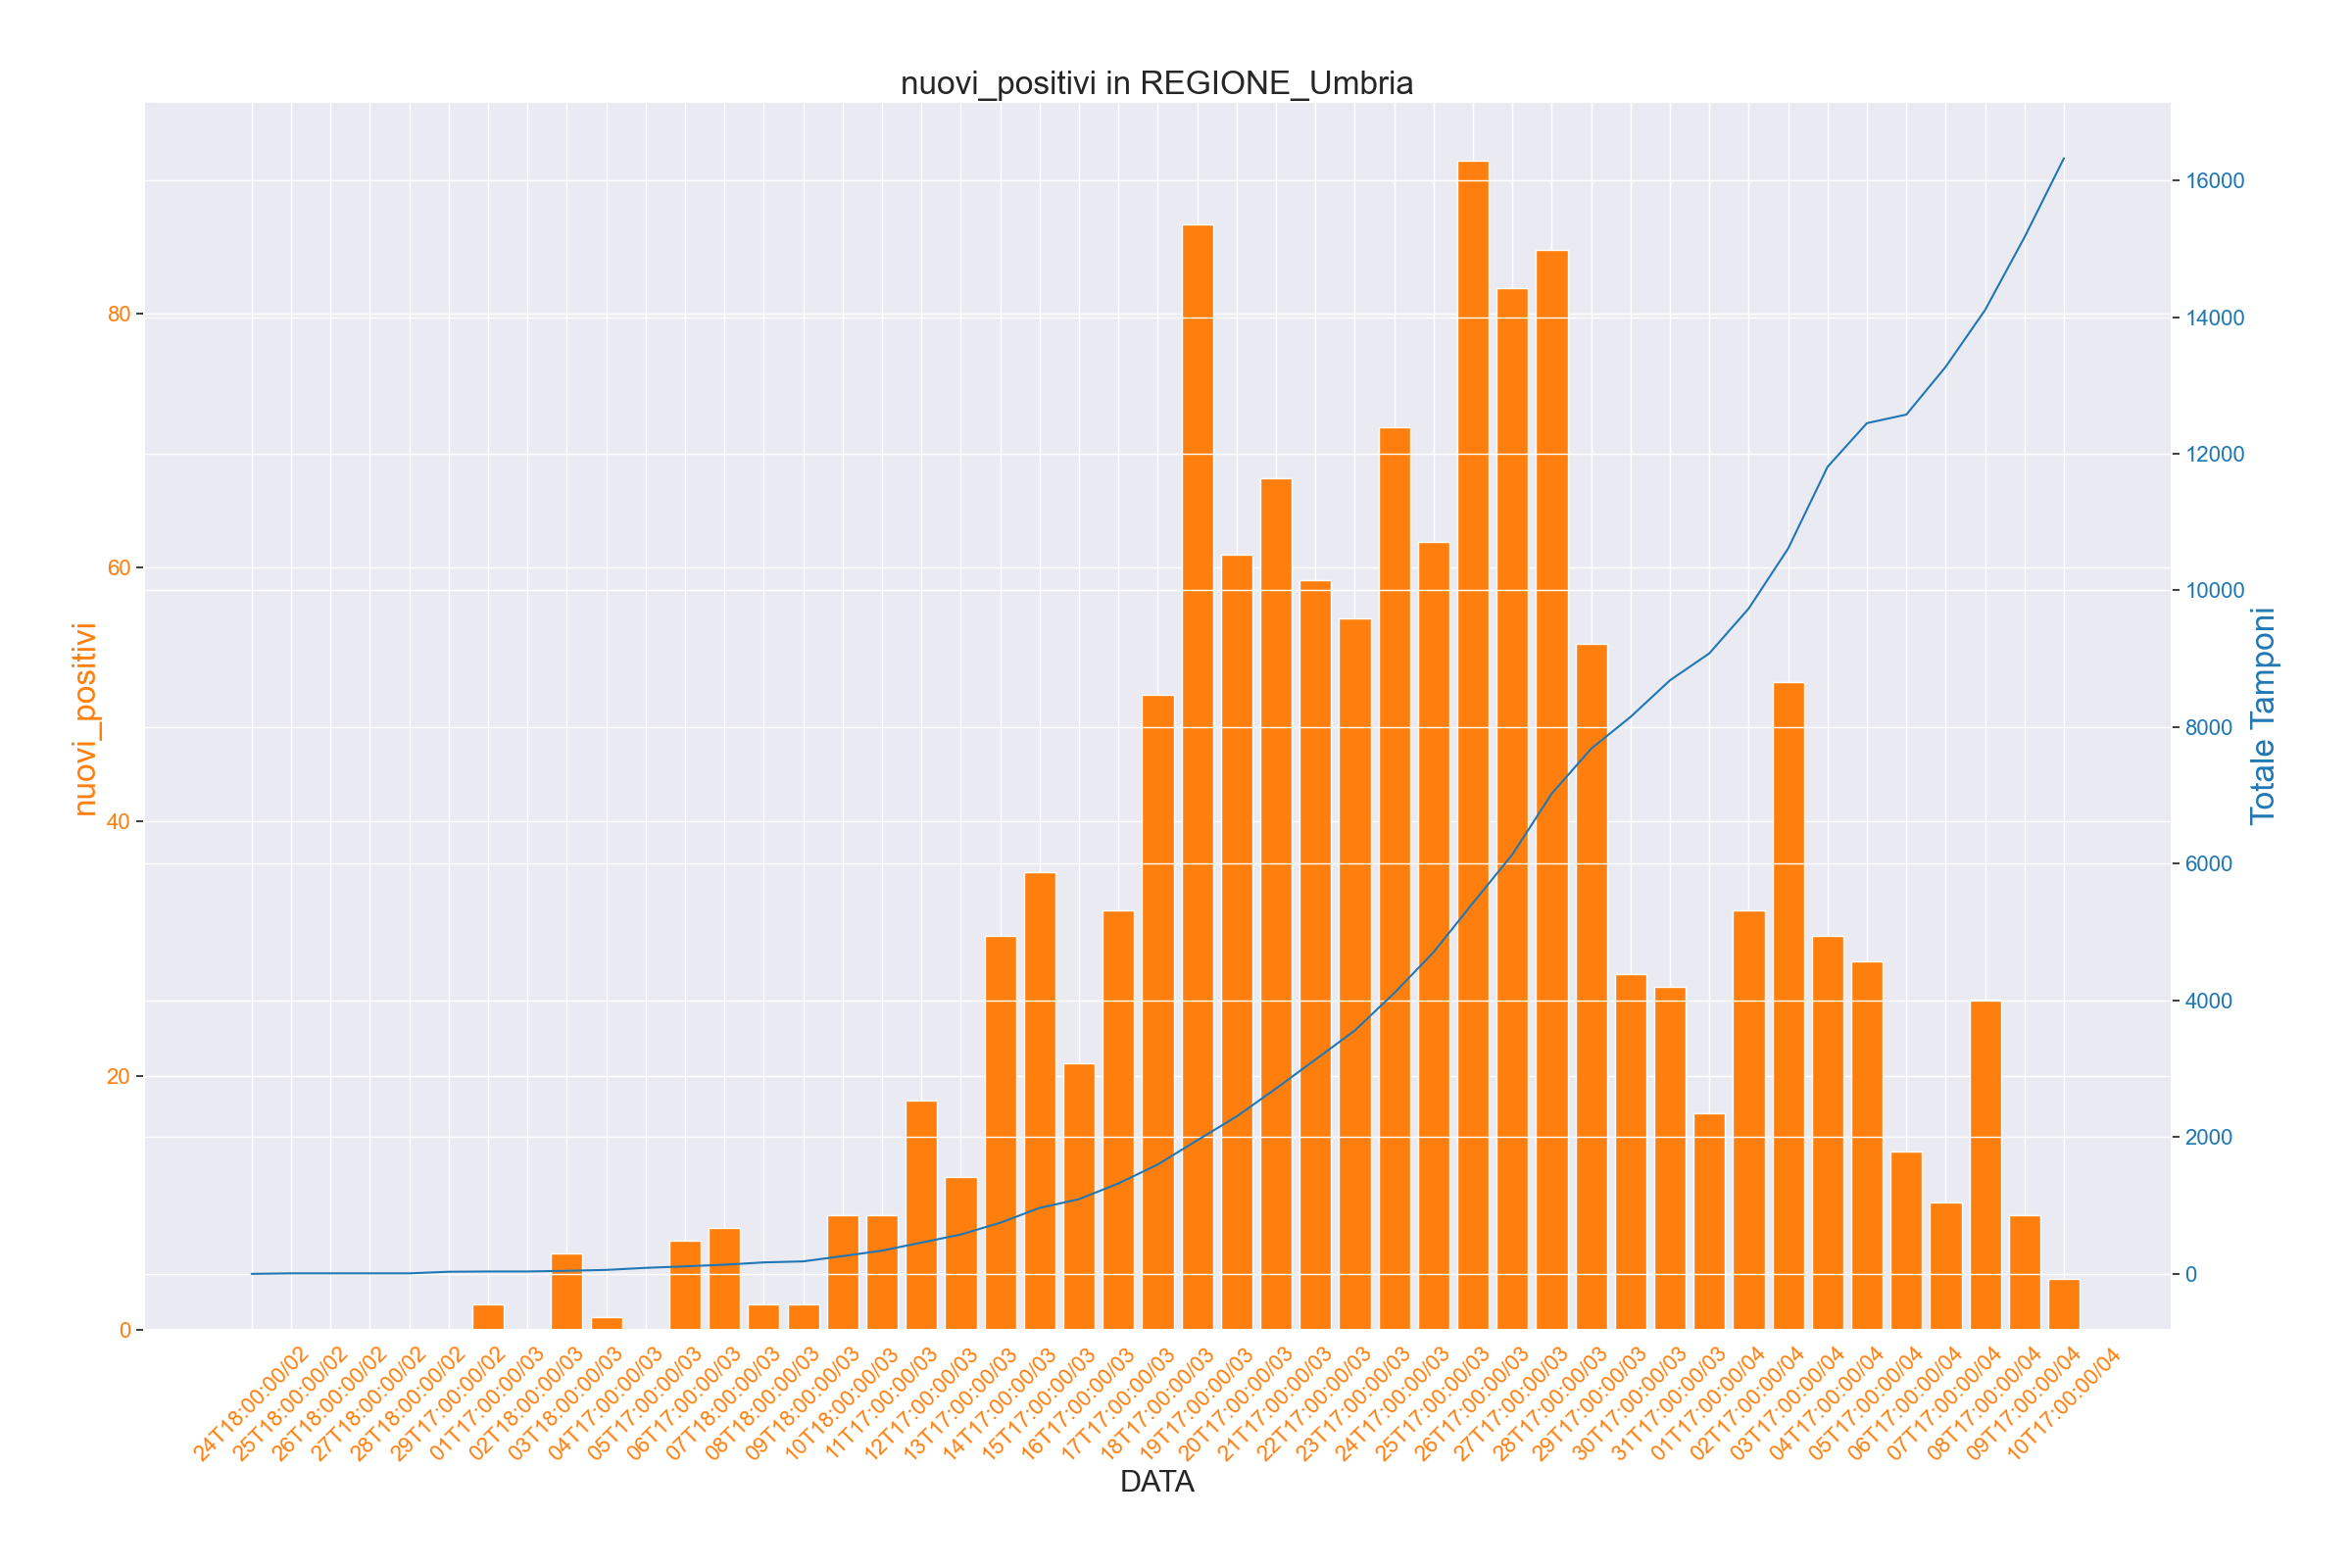 nuovi_positivi in REGIONE_Umbria
nuovi_positivi
80
60
40
20
0
16000
14000
12000
10000
8000
6000
4000
2000
0
Totale Tamponi
24T18:00:00/02
25T18:00:00/02
26T18:00:00/02
27T18:00:00/02
28T18:00:00/02
29T17:00:00/02
01T17:00:00/03
02T18:00:00/03
03T18:00:00/03
04T17:00:00/03
05T17:00:00/03
06T17:00:00/03
07T18:00:00/03
08T18:00:00/03
09T18:00:00/03
10T18:00:00/03
11T17:00:00/03
12T17:00:00/03
13T17:00:00/03
14T17:00:00/03
15T17:00:00/03
16T17:00:00/03
17T17:00:00/03
18T17:00:00/03
19T17:00:00/03
20T17:00:00/03
21T17:00:00/03
22T17:00:00/03
23T17:00:00/03
24T17:00:00/03
25T17:00:00/03
26T17:00:00/03
27T17:00:00/03
28T17:00:00/03
29T17:00:00/03
30T17:00:00/03
31T17:00:00/03
01T17:00:00/04
02T17:00:00/04
03T17:00:00/04
04T17:00:00/04
05T17:00:00/04
06T17:00:00/04
07T17:00:00/04
08T17:00:00/04
09T17:00:00/04
10T17:00:00/04
DATA